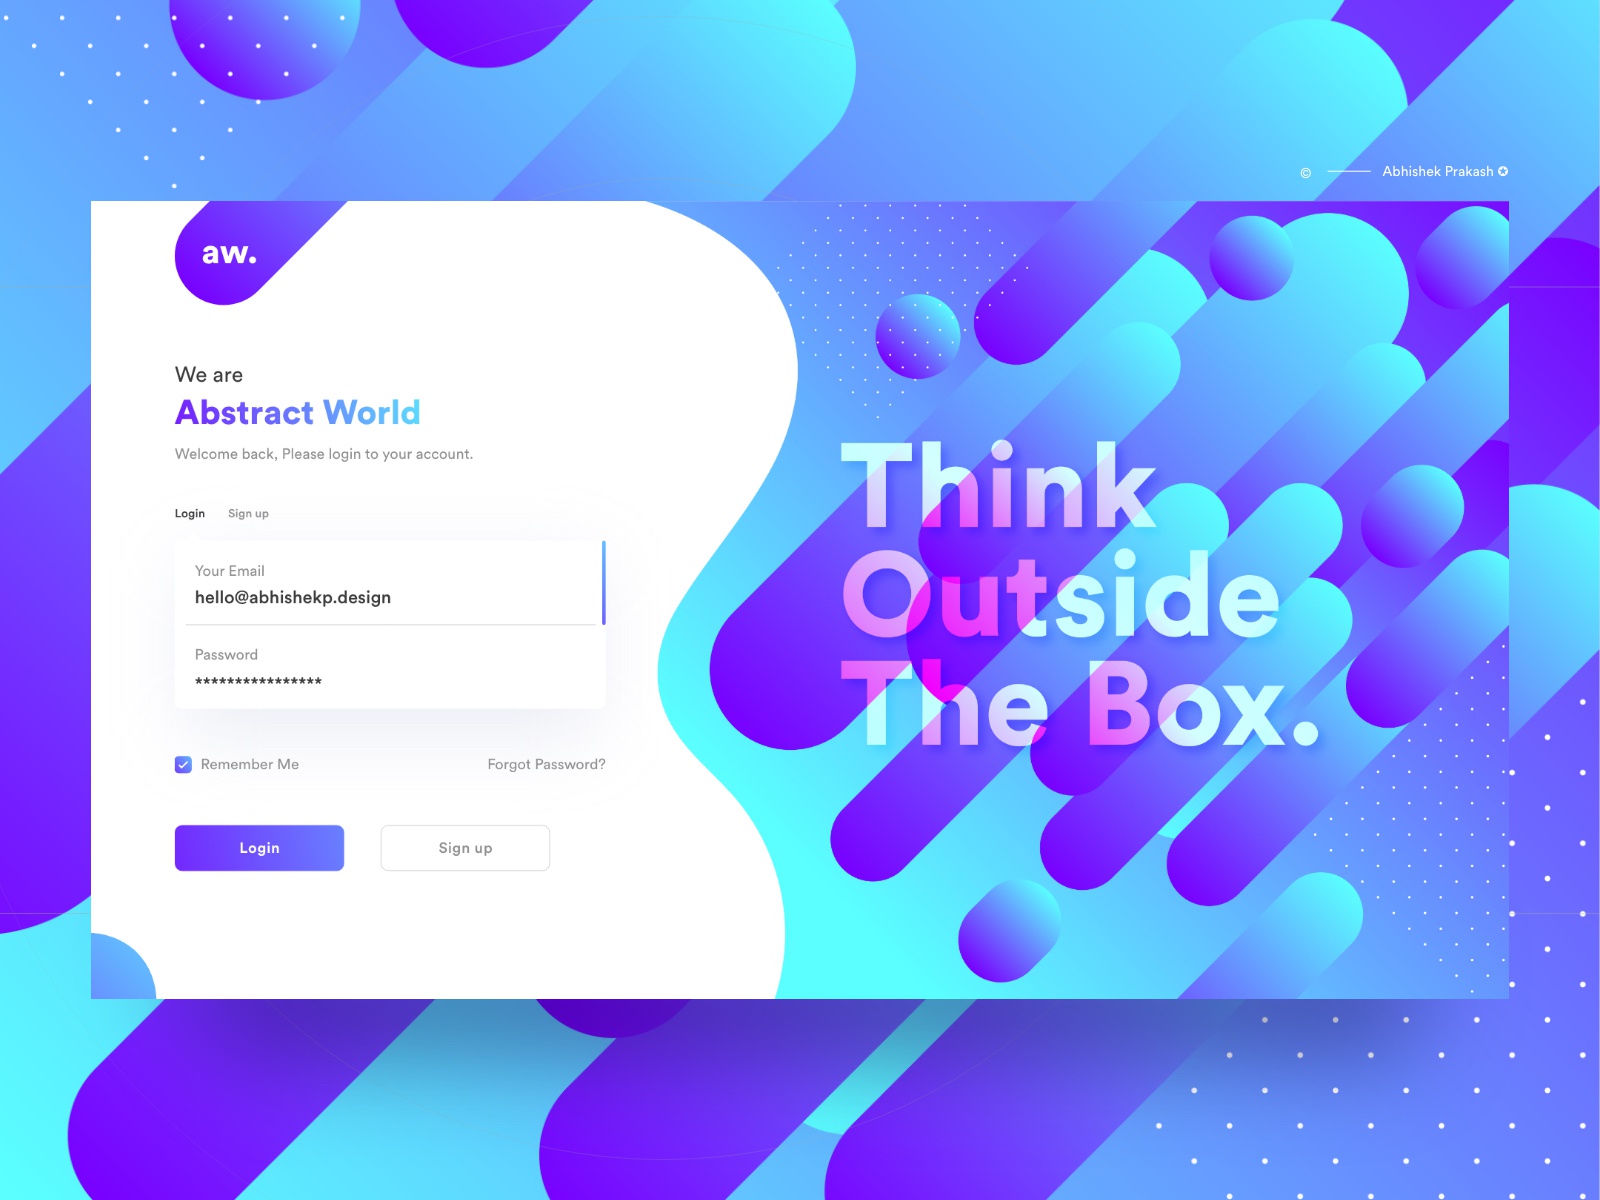 © Abhishek Prakash ✪
aw.
We are
Abstract World
Welcome back, Please login to your account.
Login Sign up
Your Email
hello@abhishekp.design
Password
****************
Remember Me Forgot Password?
Login Sign up
Think
Outside
The Box.